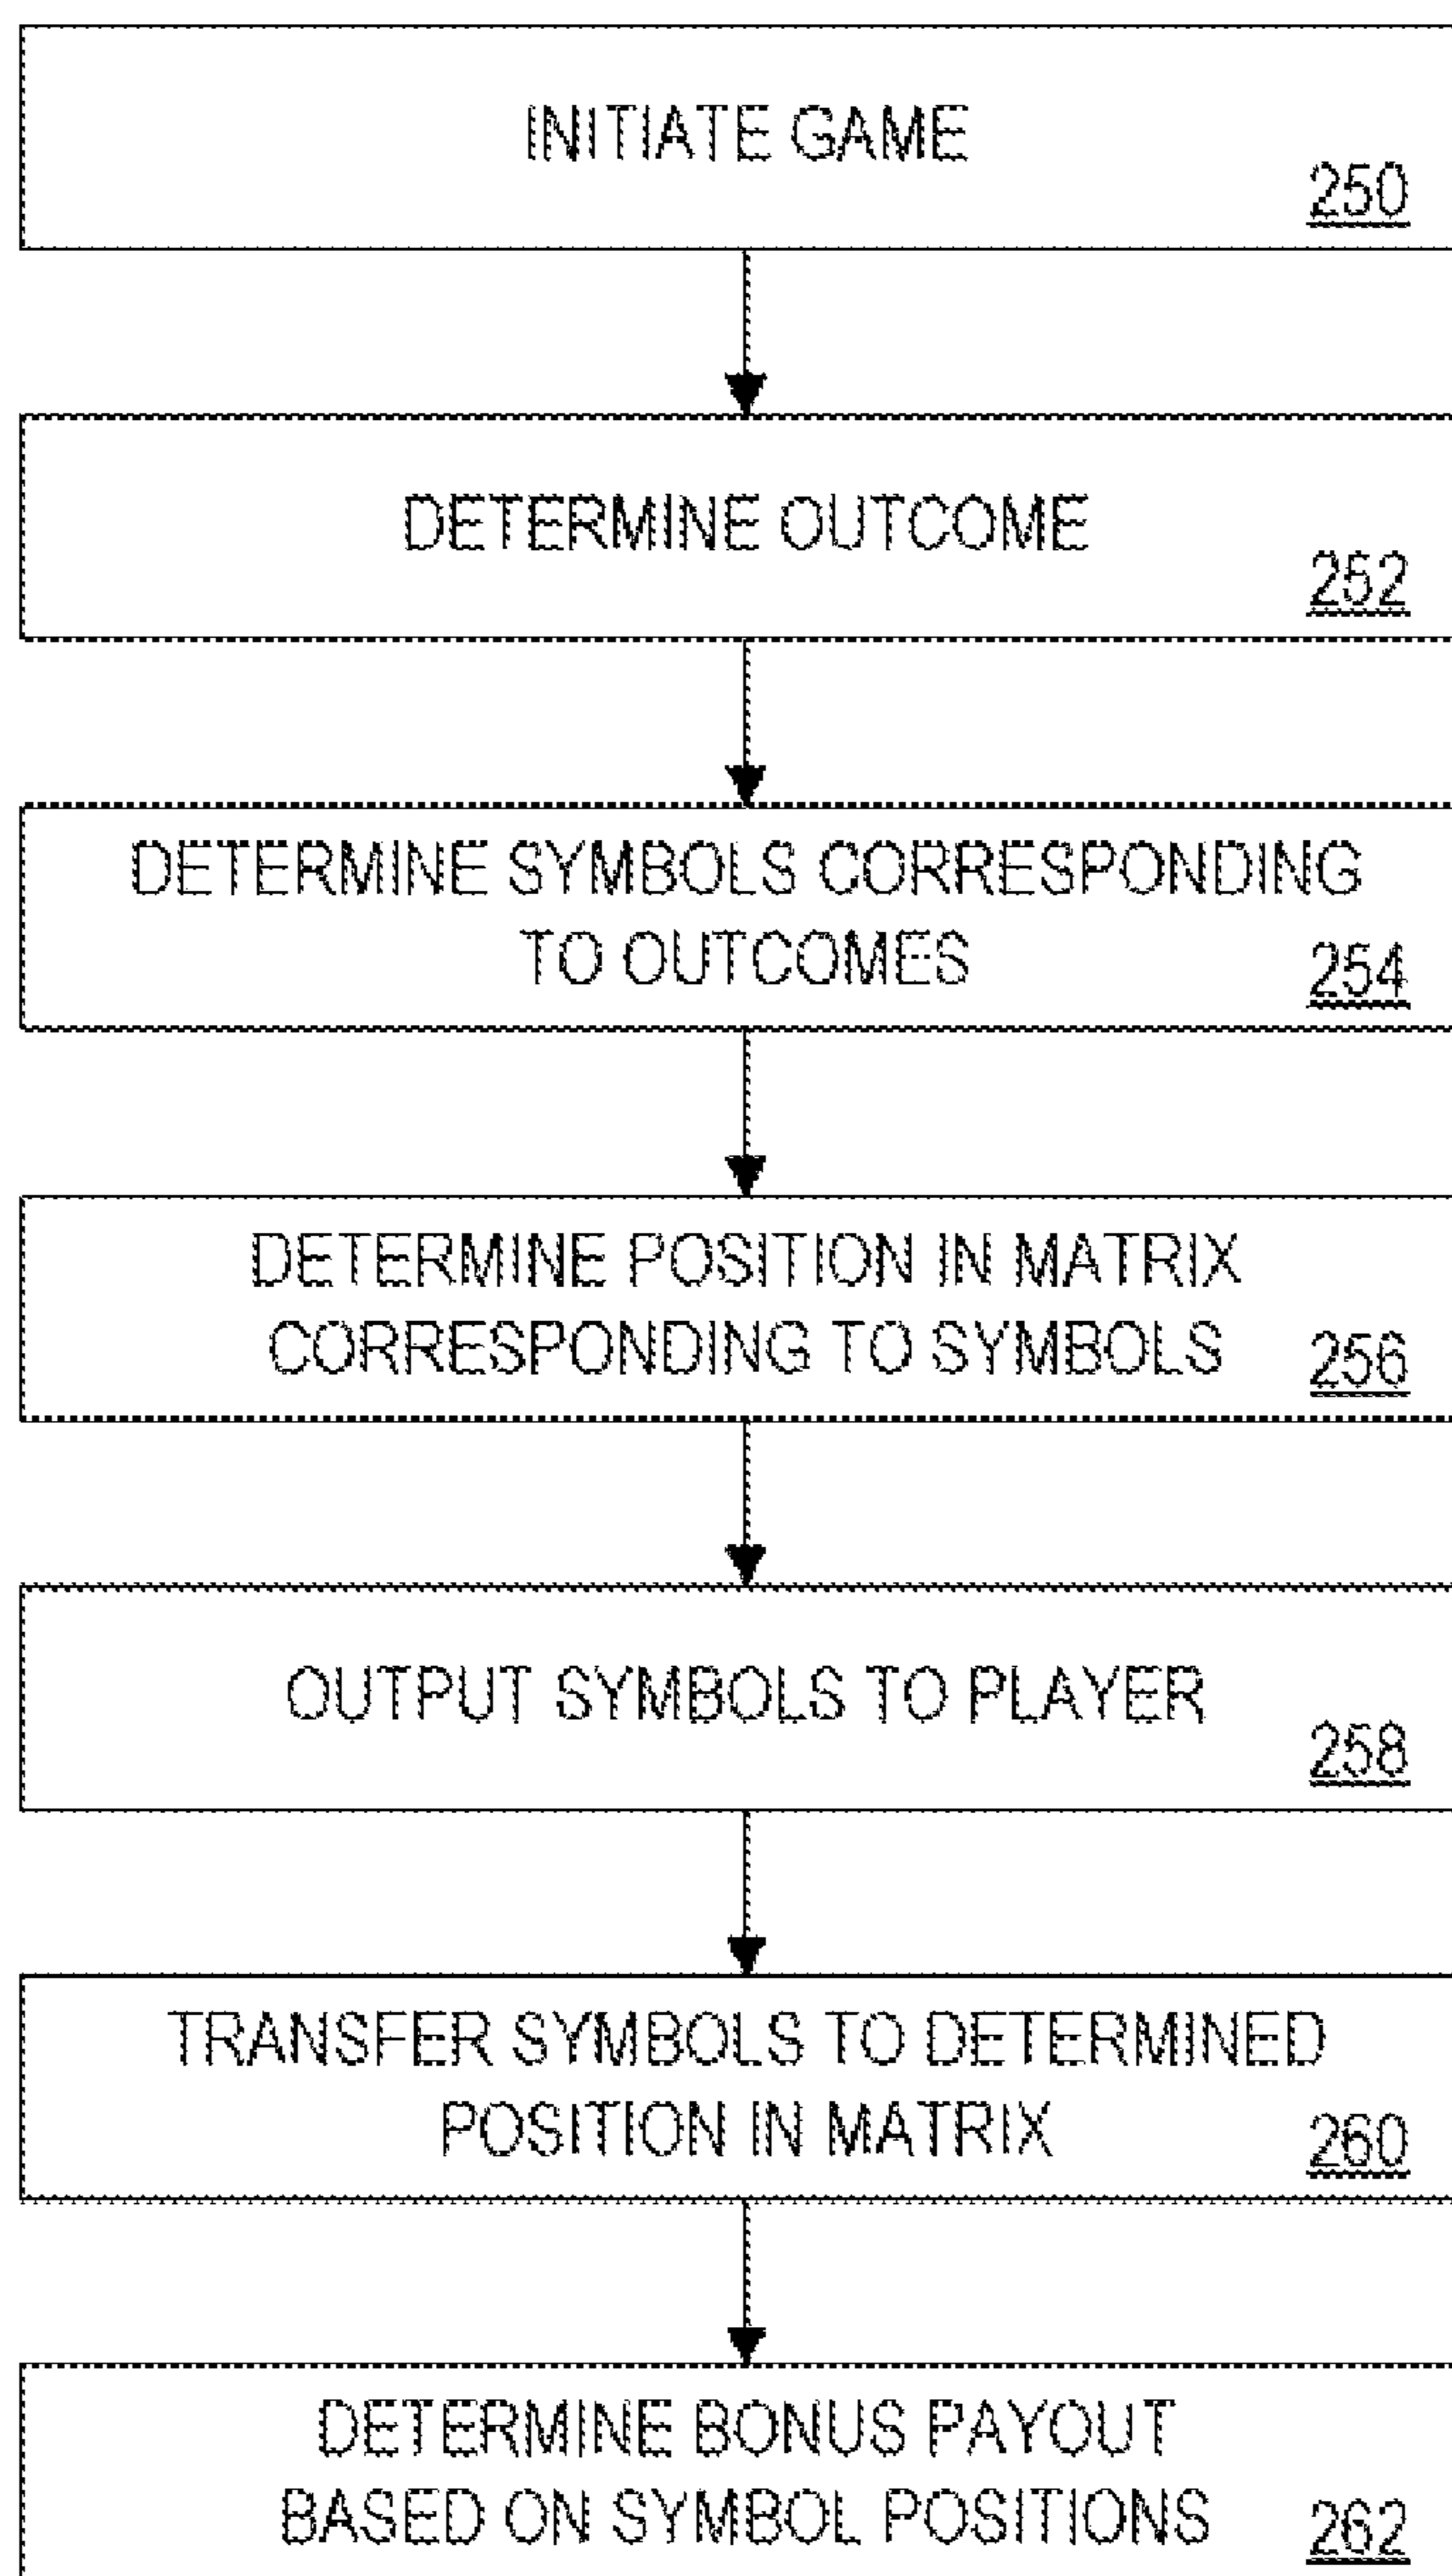 INITIATE GAME
250
DETERMINE OUTCOME
252
DETERMINE SYMBOLS CORRESPONDING
TO OUTCOMES
254
DETERMINE POSITION IN MATRIX
CORRESPONDING TO SYMBOLS
256
OUTPUT SYMBOLS TO PLAYER
258
TRANSFER SYMBOLS TO DETERMINED
POSITION IN MATRIX
260
DETERMINE BONUS PAYOUT
BASED ON SYMBOL POSITIONS
262